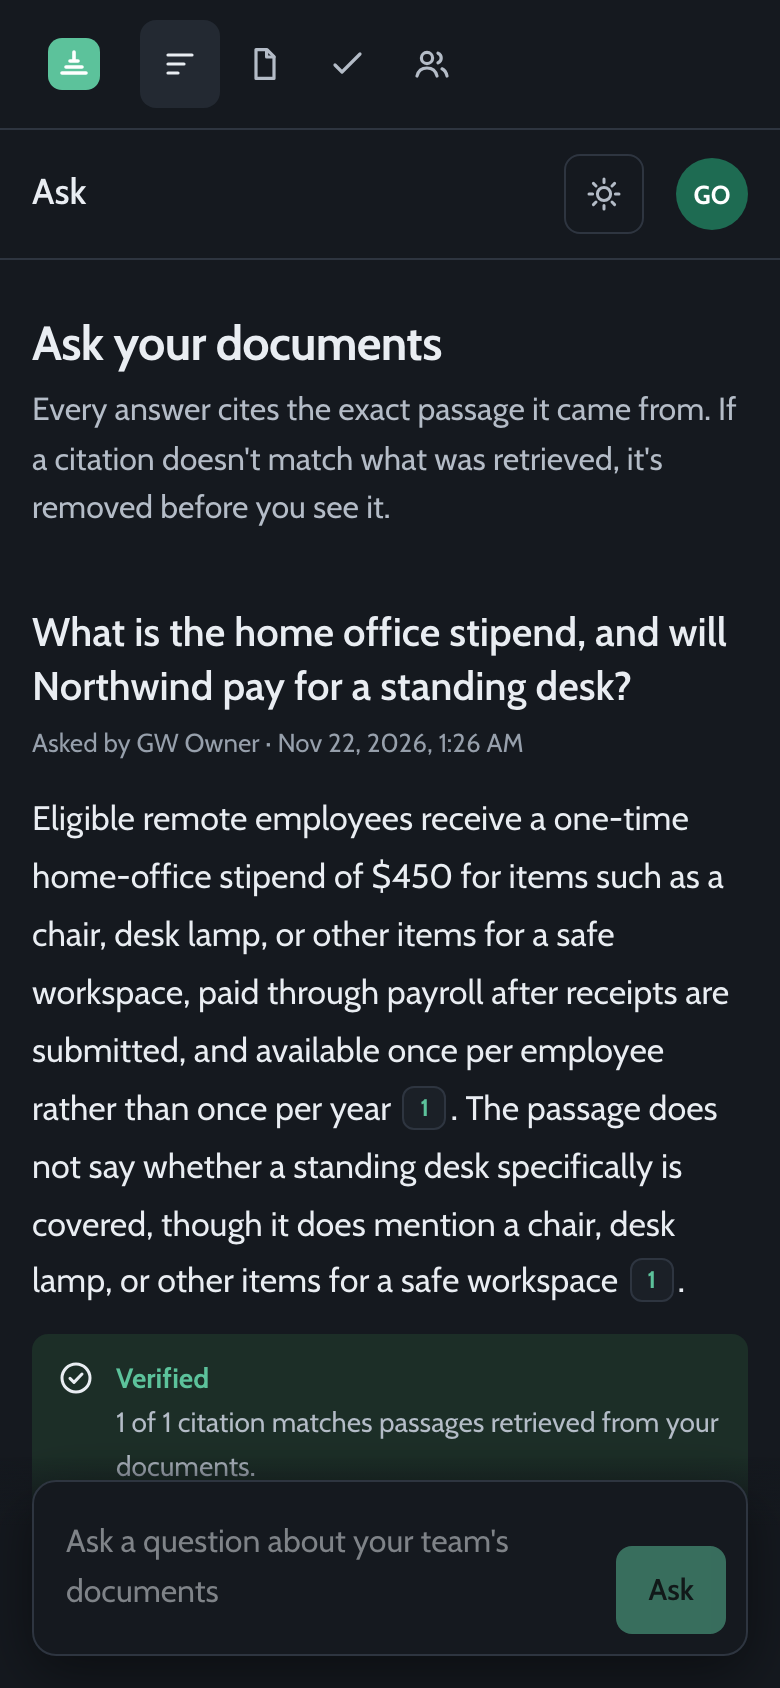 Ask
GO
Ask your documents
Every answer cites the exact passage it came from. If
a citation doesn't match what was retrieved, it's
removed before you see it.
What is the home office stipend, and will
Northwind pay for a standing desk?
Asked by GW Owner · Nov 22, 2026, 1:26 AM
Eligible remote employees receive a one-time
home-office stipend of $450 for items such as a
chair, desk lamp, or other items for a safe
workspace, paid through payroll after receipts are
submitted, and available once per employee
rather than once per year 1 . The passage does
not say whether a standing desk specifically is
covered, though it does mention a chair, desk
lamp, or other items for a safe workspace 1 .
Verified
1 of 1 citation matches passages retrieved from your
documents.
Ask a question about your team's
documents
Ask